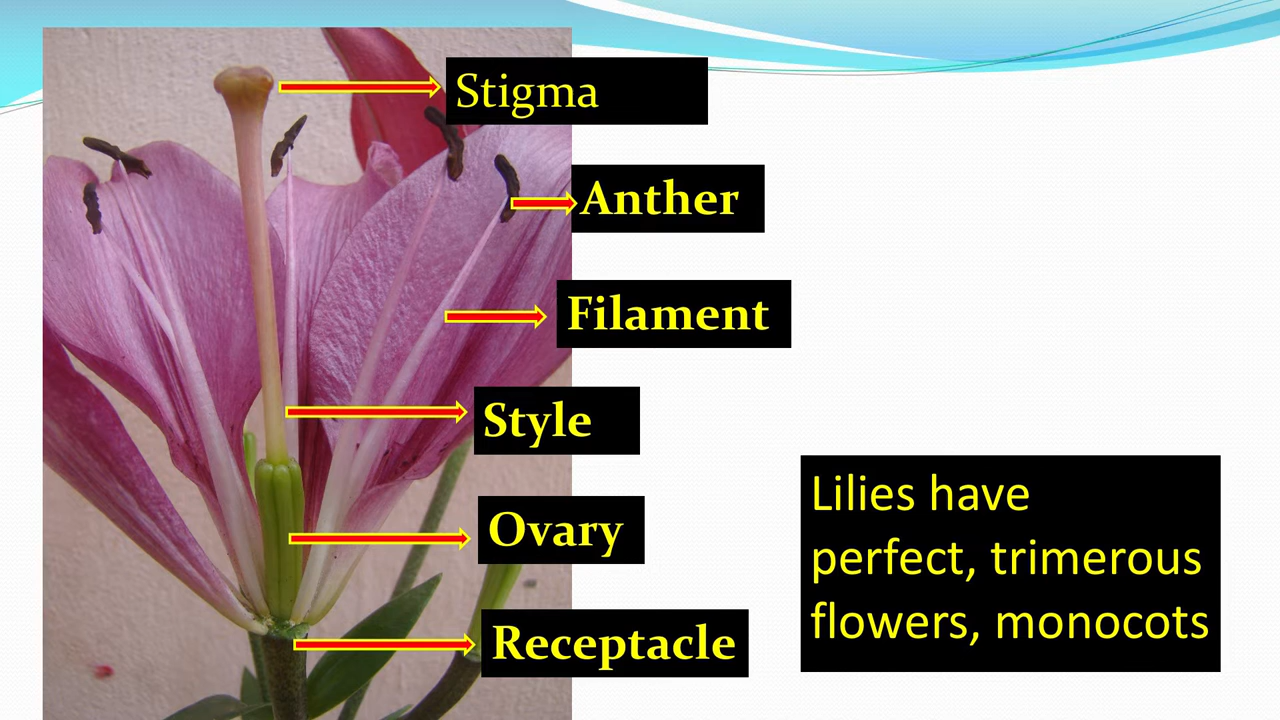 Stigma
Anther
Filament
Style
Ovary
Receptacle
Lilies have
perfect, trimerous
flowers, monocots